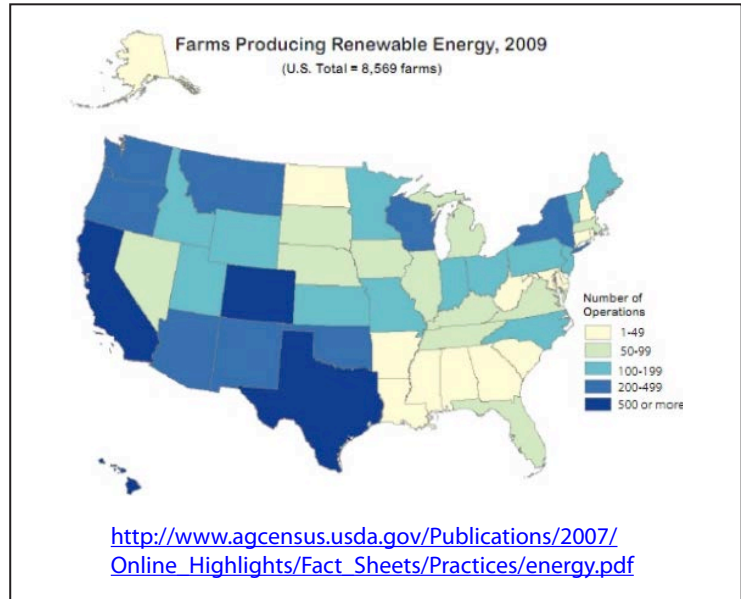 Farms Producing Renewable Energy, 2009
(U.S. Total = 8,569 farms)
Number of
Operations
1-49
50-99
100-199
200-499
500 or more
http://www.agcensus.usda.gov/Publications/2007/
Online_Highlights/Fact_Sheets/Practices/energy.pdf